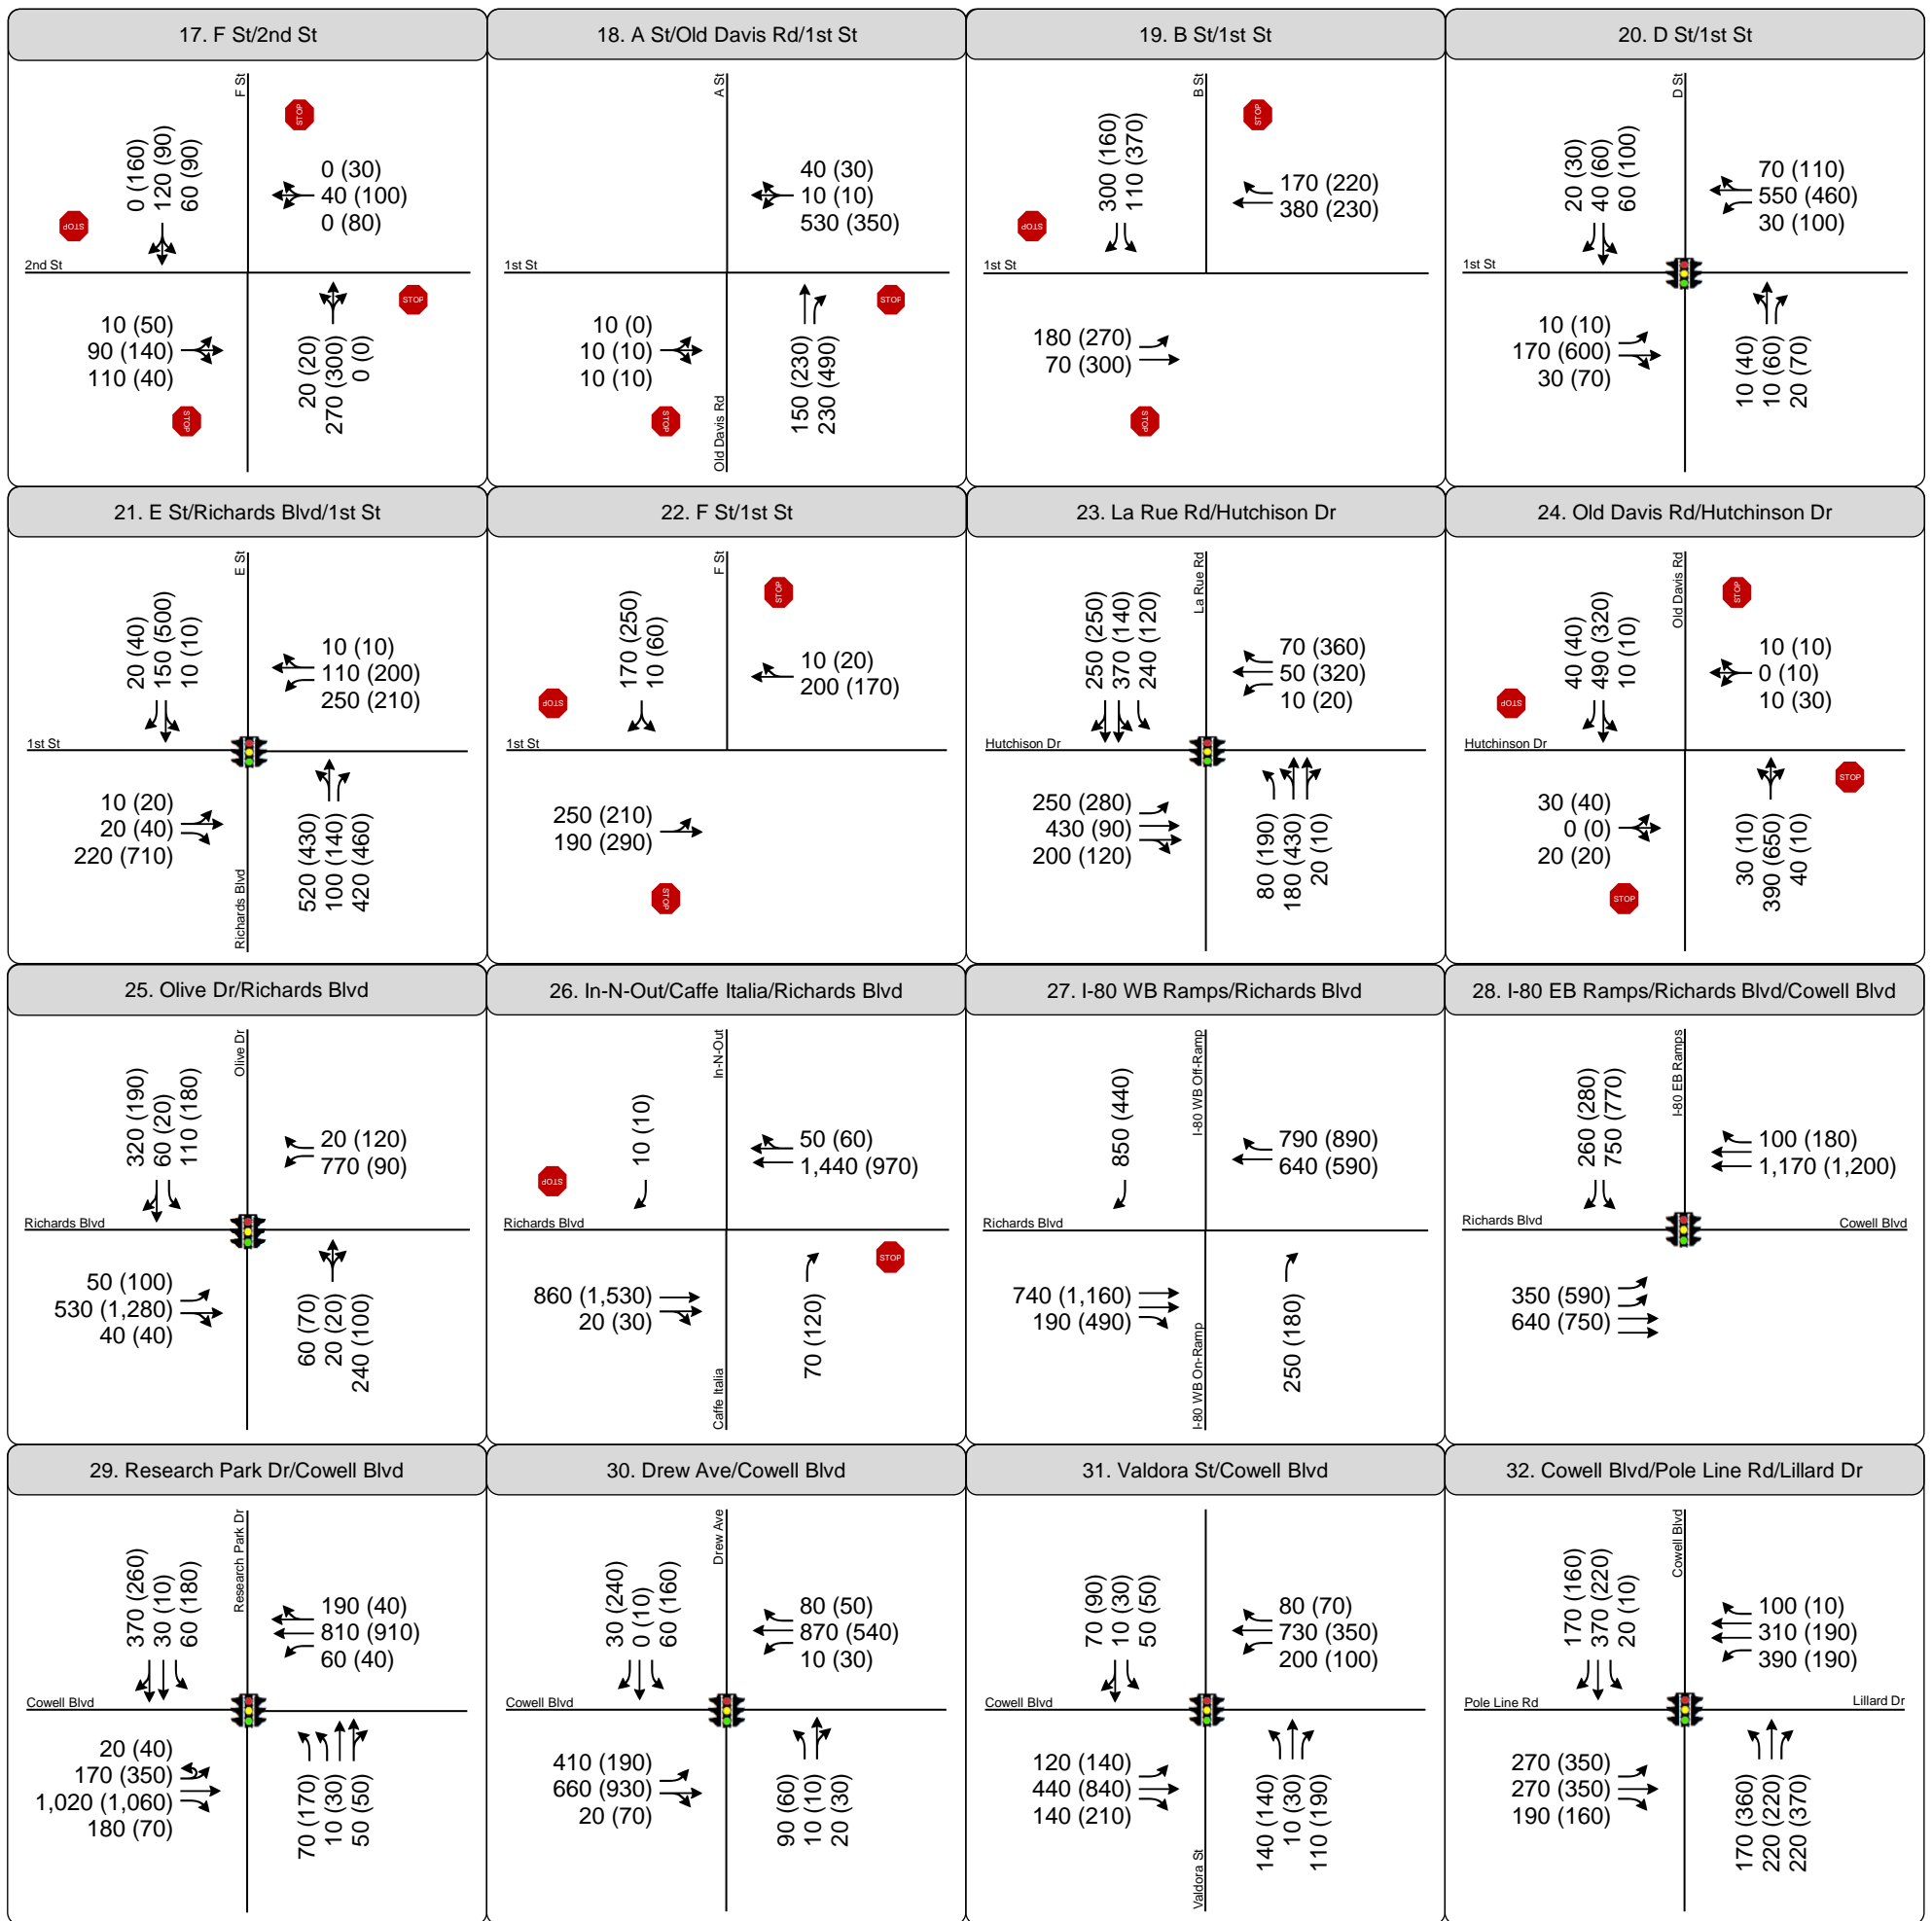 17. F St/2nd St
F St
STOP
0 (160)
120 (90)
60 (90)
0 (30)
40 (100)
0 (80)
STOP
2nd St
STOP
10 (50)
90 (140)
110 (40)
20 (20)
270 (300)
0 (0)
STOP
18. A St/Old Davis Rd/1st St
A St
40 (30)
10 (10)
530 (350)
1st St
STOP
10 (0)
10 (10)
10 (10)
150 (230)
230 (490)
STOP
Old Davis Rd
19. B St/1st St
B St
STOP
300 (160)
110 (370)
170 (220)
380 (230)
STOP
1st St
180 (270)
70 (300)
STOP
20. D St/1st St
D St
20 (30)
40 (60)
60 (100)
70 (110)
550 (460)
30 (100)
1st St
10 (10)
170 (600)
30 (70)
10 (40)
10 (60)
20 (70)
21. E St/Richards Blvd/1st St
E St
20 (40)
150 (500)
10 (10)
10 (10)
110 (200)
250 (210)
1st St
10 (20)
20 (40)
220 (710)
520 (430)
100 (140)
420 (460)
Richards Blvd
22. F St/1st St
F St
STOP
170 (250)
10 (60)
10 (20)
200 (170)
STOP
1st St
250 (210)
190 (290)
STOP
23. La Rue Rd/Hutchison Dr
La Rue Rd
250 (250)
370 (140)
240 (120)
70 (360)
50 (320)
10 (20)
Hutchison Dr
250 (280)
430 (90)
200 (120)
80 (190)
180 (430)
20 (10)
24. Old Davis Rd/Hutchinson Dr
Old Davis Rd
STOP
40 (40)
490 (320)
10 (10)
10 (10)
0 (10)
10 (30)
STOP
Hutchinson Dr
STOP
30 (40)
0 (0)
20 (20)
30 (10)
390 (650)
40 (10)
STOP
25. Olive Dr/Richards Blvd
Olive Dr
320 (190)
60 (20)
110 (180)
20 (120)
770 (90)
Richards Blvd
50 (100)
530 (1,280)
40 (40)
60 (70)
20 (20)
240 (100)
26. In-N-Out/Caffe Italia/Richards Blvd
In-N-Out
10 (10)
50 (60)
1,440 (970)
STOP
Richards Blvd
STOP
860 (1,530)
20 (30)
70 (120)
Caffe Italia
27. I-80 WB Ramps/Richards Blvd
I-80 WB Off-Ramp
850 (440)
790 (890)
640 (590)
Richards Blvd
740 (1,160)
190 (490)
250 (180)
I-80 WB On-Ramp
28. I-80 EB Ramps/Richards Blvd/Cowell Blvd
I-80 EB Ramps
260 (280)
750 (770)
100 (180)
1,170 (1,200)
Richards Blvd
Cowell Blvd
350 (590)
640 (750)
29. Research Park Dr/Cowell Blvd
Research Park Dr
370 (260)
30 (10)
60 (180)
190 (40)
810 (910)
60 (40)
Cowell Blvd
20 (40)
170 (350)
1,020 (1,060)
180 (70)
70 (170)
10 (30)
50 (50)
30. Drew Ave/Cowell Blvd
Drew Ave
30 (240)
0 (10)
60 (160)
80 (50)
870 (540)
10 (30)
Cowell Blvd
410 (190)
660 (930)
20 (70)
90 (60)
10 (10)
20 (30)
31. Valdora St/Cowell Blvd
70 (90)
10 (30)
50 (50)
80 (70)
730 (350)
200 (100)
Cowell Blvd
120 (140)
440 (840)
140 (210)
140 (140)
10 (30)
110 (190)
Valdora St
32. Cowell Blvd/Pole Line Rd/Lillard Dr
Cowell Blvd
170 (160)
370 (220)
20 (10)
100 (10)
310 (190)
390 (190)
Pole Line Rd
Lillard Dr
270 (350)
270 (350)
190 (160)
170 (360)
220 (220)
220 (370)